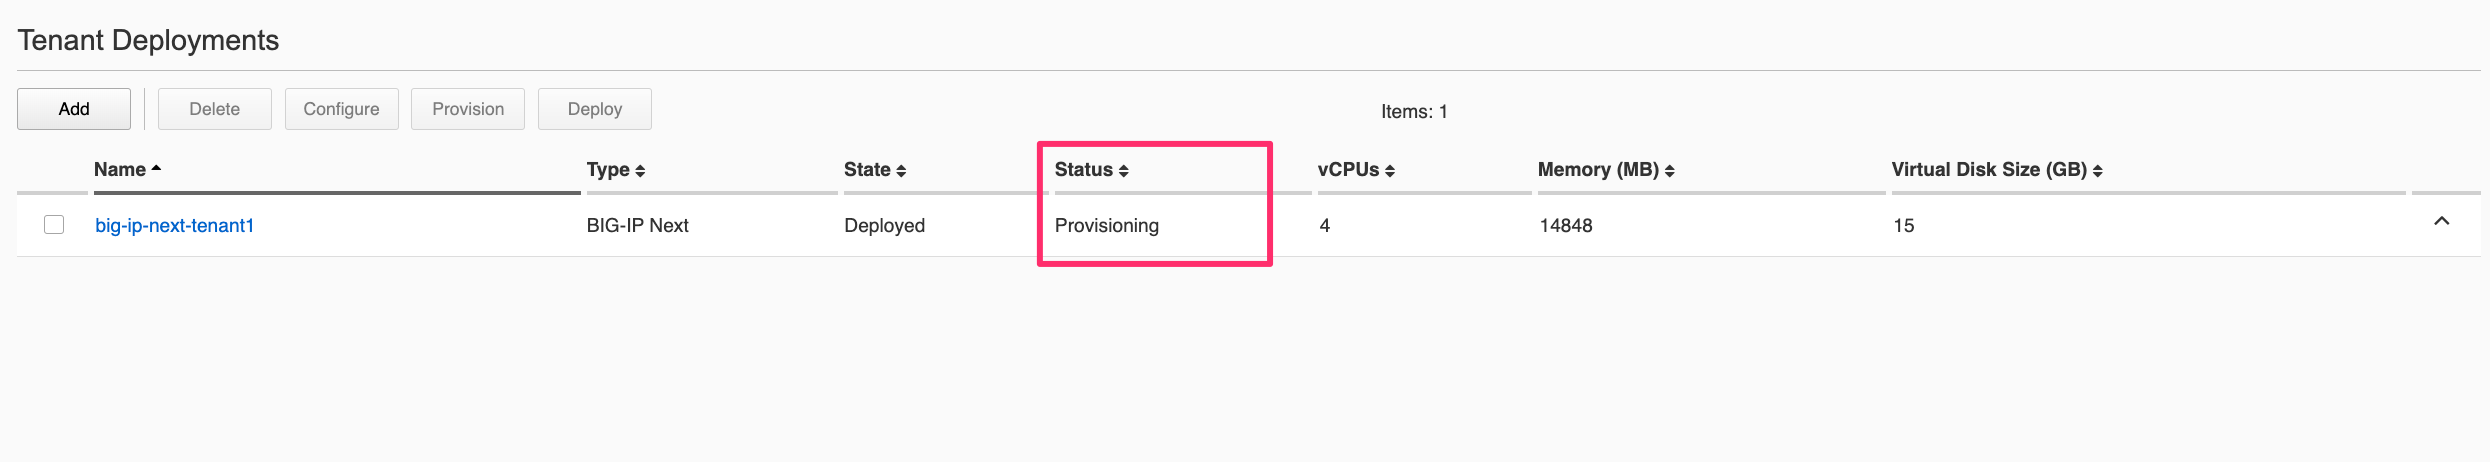 Tenant Deployments
Add Delete Configure Provision Deploy Items: 1
Name Type State Status vCPUs Memory (MB) Virtual Disk Size (GB)
big-ip-next-tenant1 BIG-IP Next Deployed Provisioning 4 14848 15